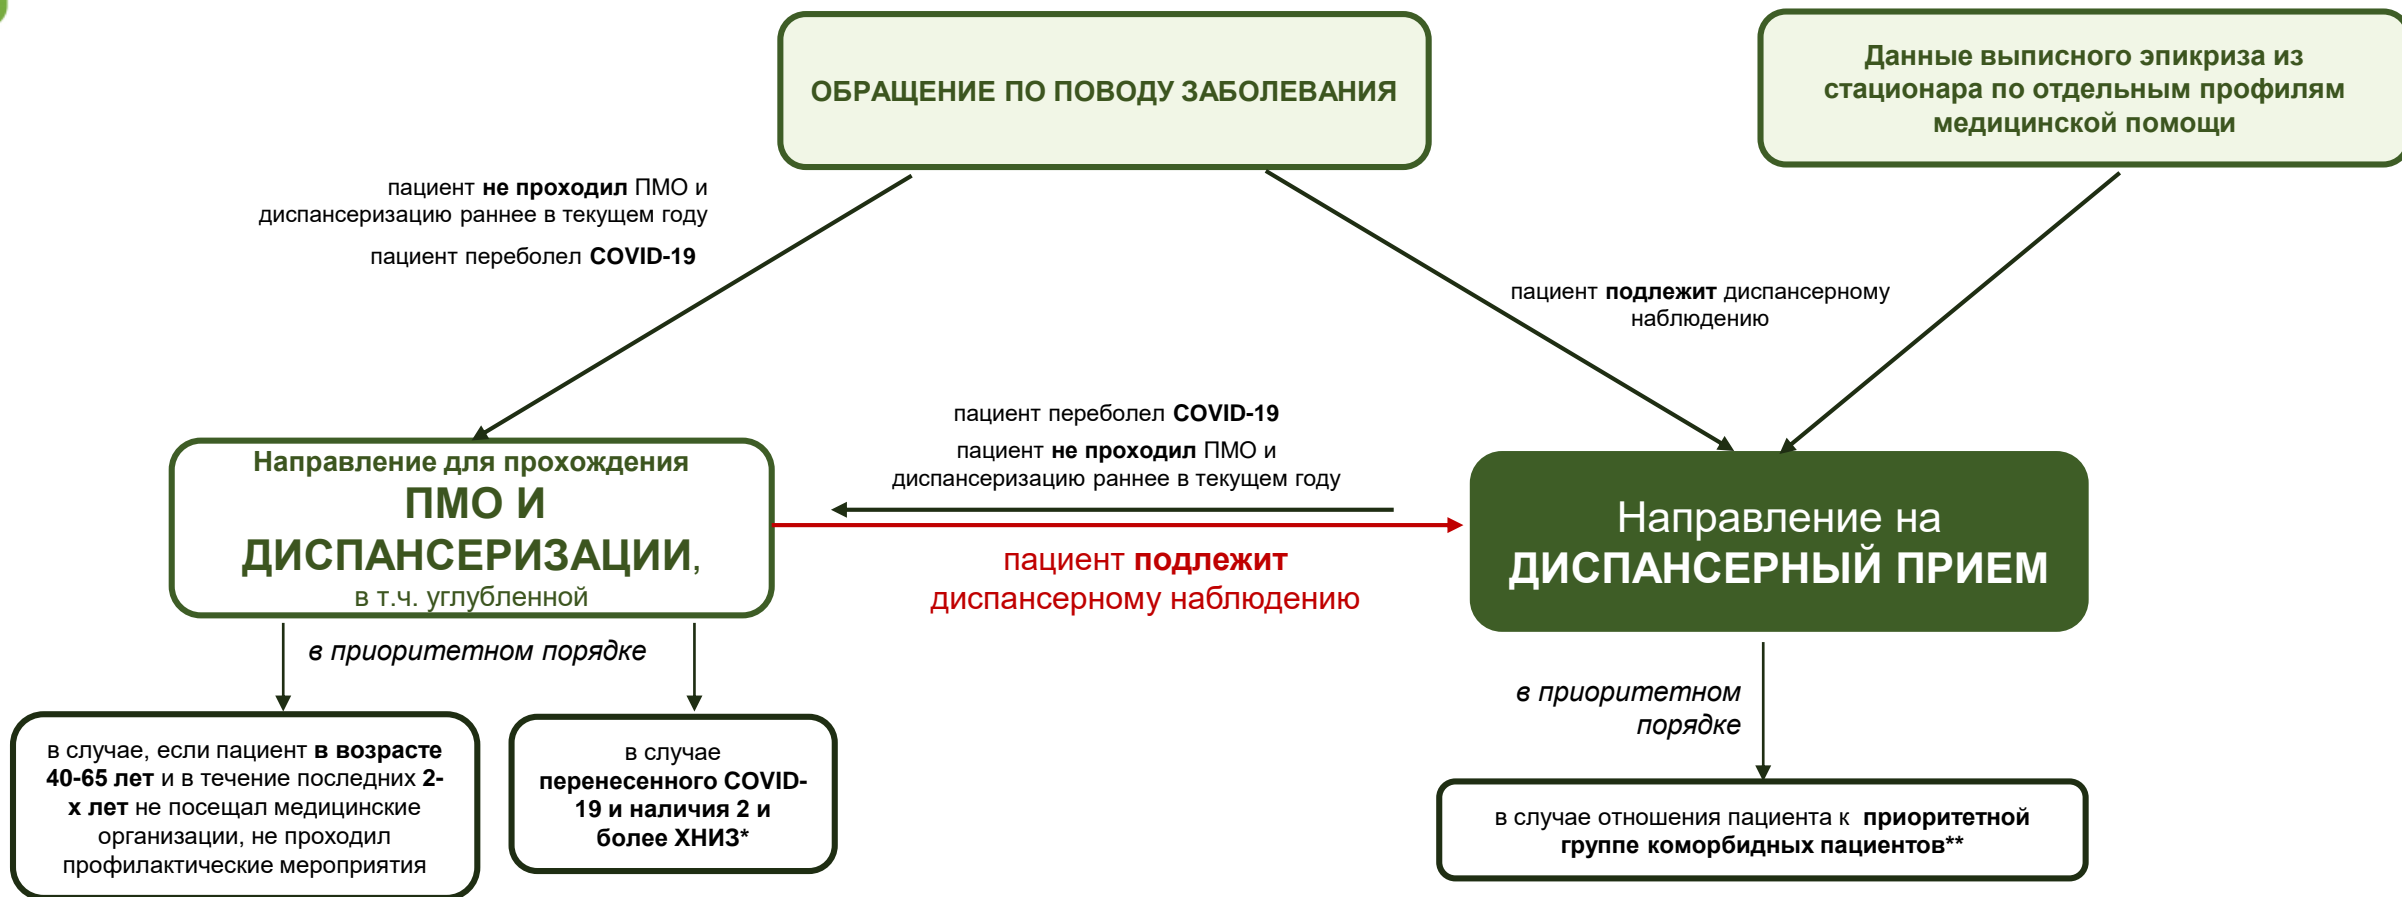 ОБРАЩЕНИЕ ПО ПОВОДУ ЗАБОЛЕВАНИЯ
Данные выписного эпикриза из
стационара по отдельным профилям
медицинской помощи
пациент не проходил ПМО и
диспансеризацию раннее в текущем году
пациент переболел COVID-19
пациент подлежит диспансерному
наблюдению
пациент переболел COVID-19
пациент не проходил ПМО и
диспансеризацию раннее в текущем году
Направление для прохождения
ПМО И
ДИСПАНСЕРИЗАЦИИ,
в т.ч. углубленной
пациент подлежит
диспансерному наблюдению
Направление на
ДИСПАНСЕРНЫЙ ПРИЕМ
в приоритетном порядке
в приоритетном
порядке
в случае, если пациент в возрасте
40-65 лет и в течение последних 2-
х лет не посещал медицинские
организации, не проходил
профилактические мероприятия
в случае
перенесенного COVID-
19 и наличия 2 и
более ХНИЗ*
в случае отношения пациента к приоритетной
группе коморбидных пациентов**